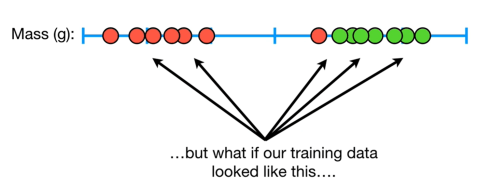 Mass (g):
…but what if our training data
looked like this….